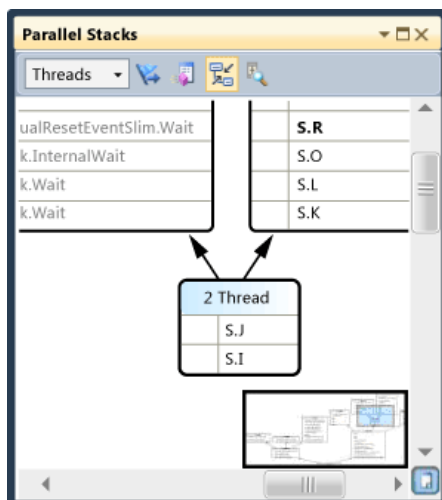 Parallel Stacks
Threads
ualResetEventSlim.Wait
k.InternalWait
k.Wait
k.Wait
S.R
S.O
S.L
S.K
2 Thread
S.J
S.I